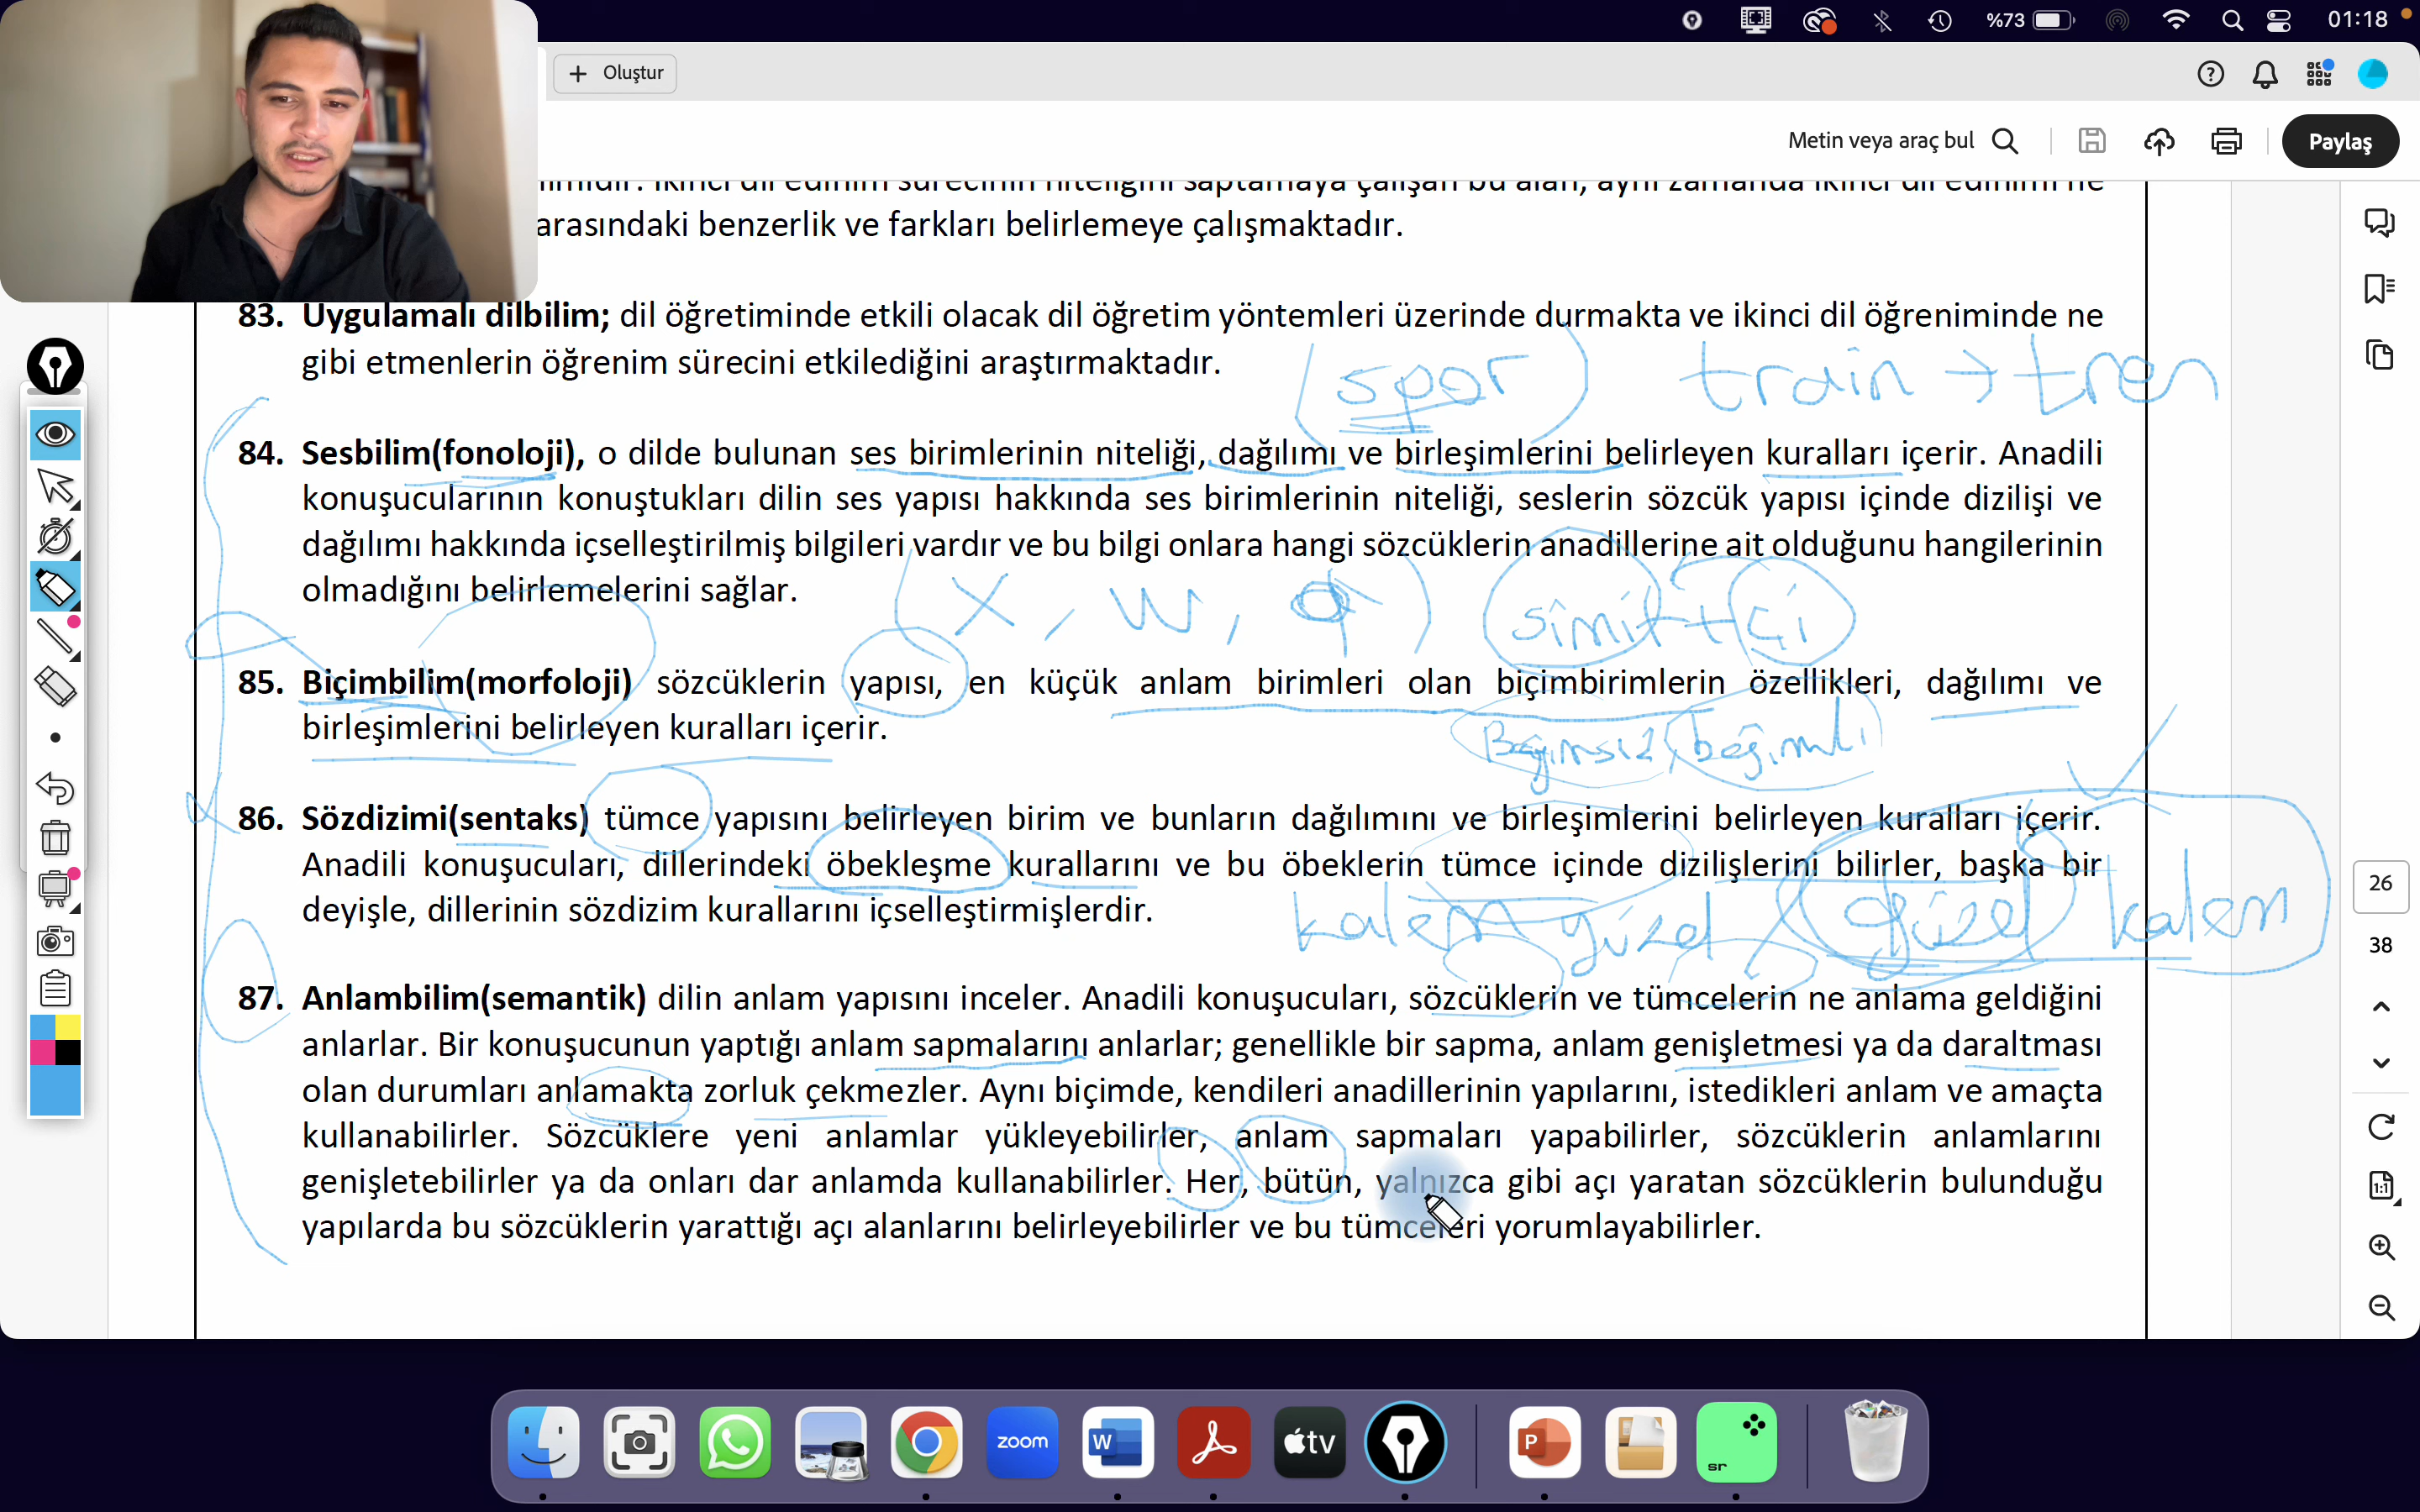 %73
01:18
+ Oluştur
Metin veya araç bul
Paylaş
arasındaki benzerlik ve farkları belirlemeye çalışmaktadır.
83. Uygulamalı dilbilim; dil öğretiminde etkili olacak dil öğretim yöntemleri üzerinde durmakta ve ikinci dil öğreniminde ne
gibi etmenlerin öğrenim sürecini etkilediğini araştırmaktadır.
(spor) train → tren
84. Sesbilim(fonoloji), o dilde bulunan ses birimlerinin niteliği, dağılımı ve birleşimlerini belirleyen kuralları içerir. Anadili
konuşucularının konuştukları dilin ses yapısı hakkında ses birimlerinin niteliği, seslerin sözcük yapısı içinde dizilişi ve
dağılımı hakkında içselleştirilmiş bilgileri vardır ve bu bilgi onlara hangi sözcüklerin anadillerine ait olduğunu hangilerinin
olmadığını belirlemelerini sağlar.
(x, w, q) simit + çi
85. Biçimbilim(morfoloji) sözcüklerin yapısı, en küçük anlam birimleri olan biçimbirimlerin özellikleri, dağılımı ve
birleşimlerini belirleyen kuralları içerir.
Bağımsız, bağımlı
86. Sözdizimi(sentaks) tümce yapısını belirleyen birim ve bunların dağılımını ve birleşimlerini belirleyen kuralları içerir.
Anadili konuşucuları, dillerindeki öbekleşme kurallarını ve bu öbeklerin tümce içinde dizilişlerini bilirler, başka bir
deyişle, dillerinin sözdizim kurallarını içselleştirmişlerdir.
kalem güzel / güzel kalem
87. Anlambilim(semantik) dilin anlam yapısını inceler. Anadili konuşucuları, sözcüklerin ve tümcelerin ne anlama geldiğini
anlarlar. Bir konuşucunun yaptığı anlam sapmalarını anlarlar; genellikle bir sapma, anlam genişletmesi ya da daraltması
olan durumları anlamakta zorluk çekmezler. Aynı biçimde, kendileri anadillerinin yapılarını, istedikleri anlam ve amaçta
kullanabilirler. Sözcüklere yeni anlamlar yükleyebilirler, anlam sapmaları yapabilirler, sözcüklerin anlamlarını
genişletebilirler ya da onları dar anlamda kullanabilirler. Her, bütün, yalnızca gibi açı yaratan sözcüklerin bulunduğu
yapılarda bu sözcüklerin yarattığı açı alanlarını belirleyebilirler ve bu tümceleri yorumlayabilirler.
26
38
1:1
zoom
W
tv
P
sr